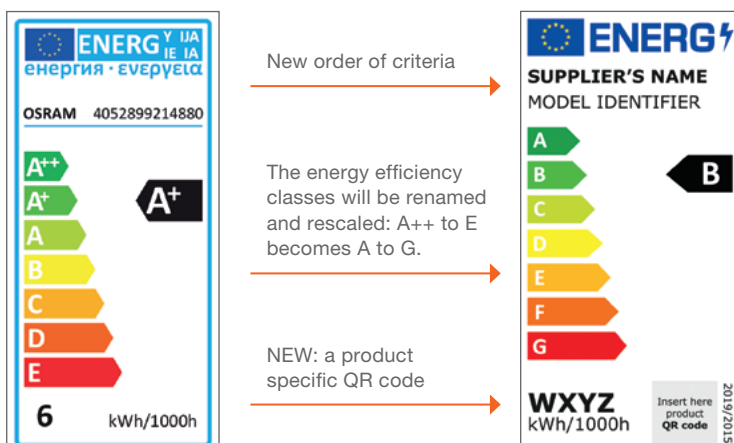 ENERG Y IJA
IE IA
енергия · ενεργεια
OSRAM 4052899214880
A++
A+
A+
A
B
C
D
E
6 kWh/1000h
New order of criteria
The energy efficiency
classes will be renamed
and rescaled: A++ to E
becomes A to G.
NEW: a product
specific QR code
ENERG
SUPPLIER'S NAME
MODEL IDENTIFIER
A
B
B
C
D
E
F
G
WXYZ
kWh/1000h
Insert here
product
QR code
2019/2015